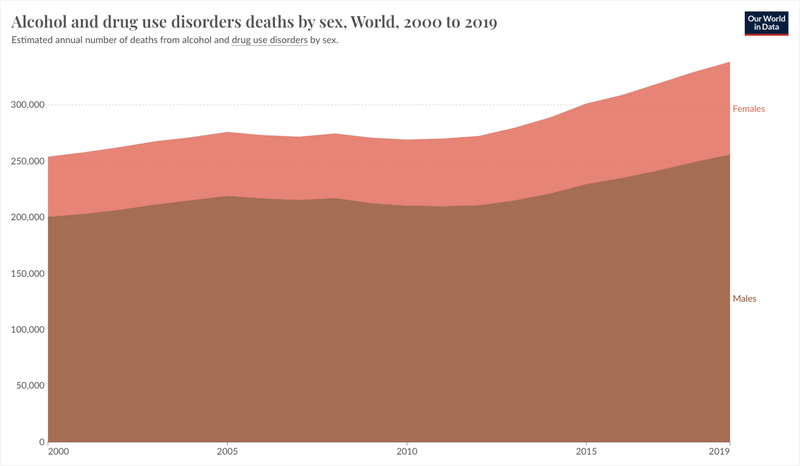 Alcohol and drug use disorders deaths by sex, World, 2000 to 2019
Estimated annual number of deaths from alcohol and drug use disorders by sex.
Our World
in Data
300,000
250,000
200,000
150,000
100,000
50,000
0
Females
Males
2000
2005
2010
2015
2019